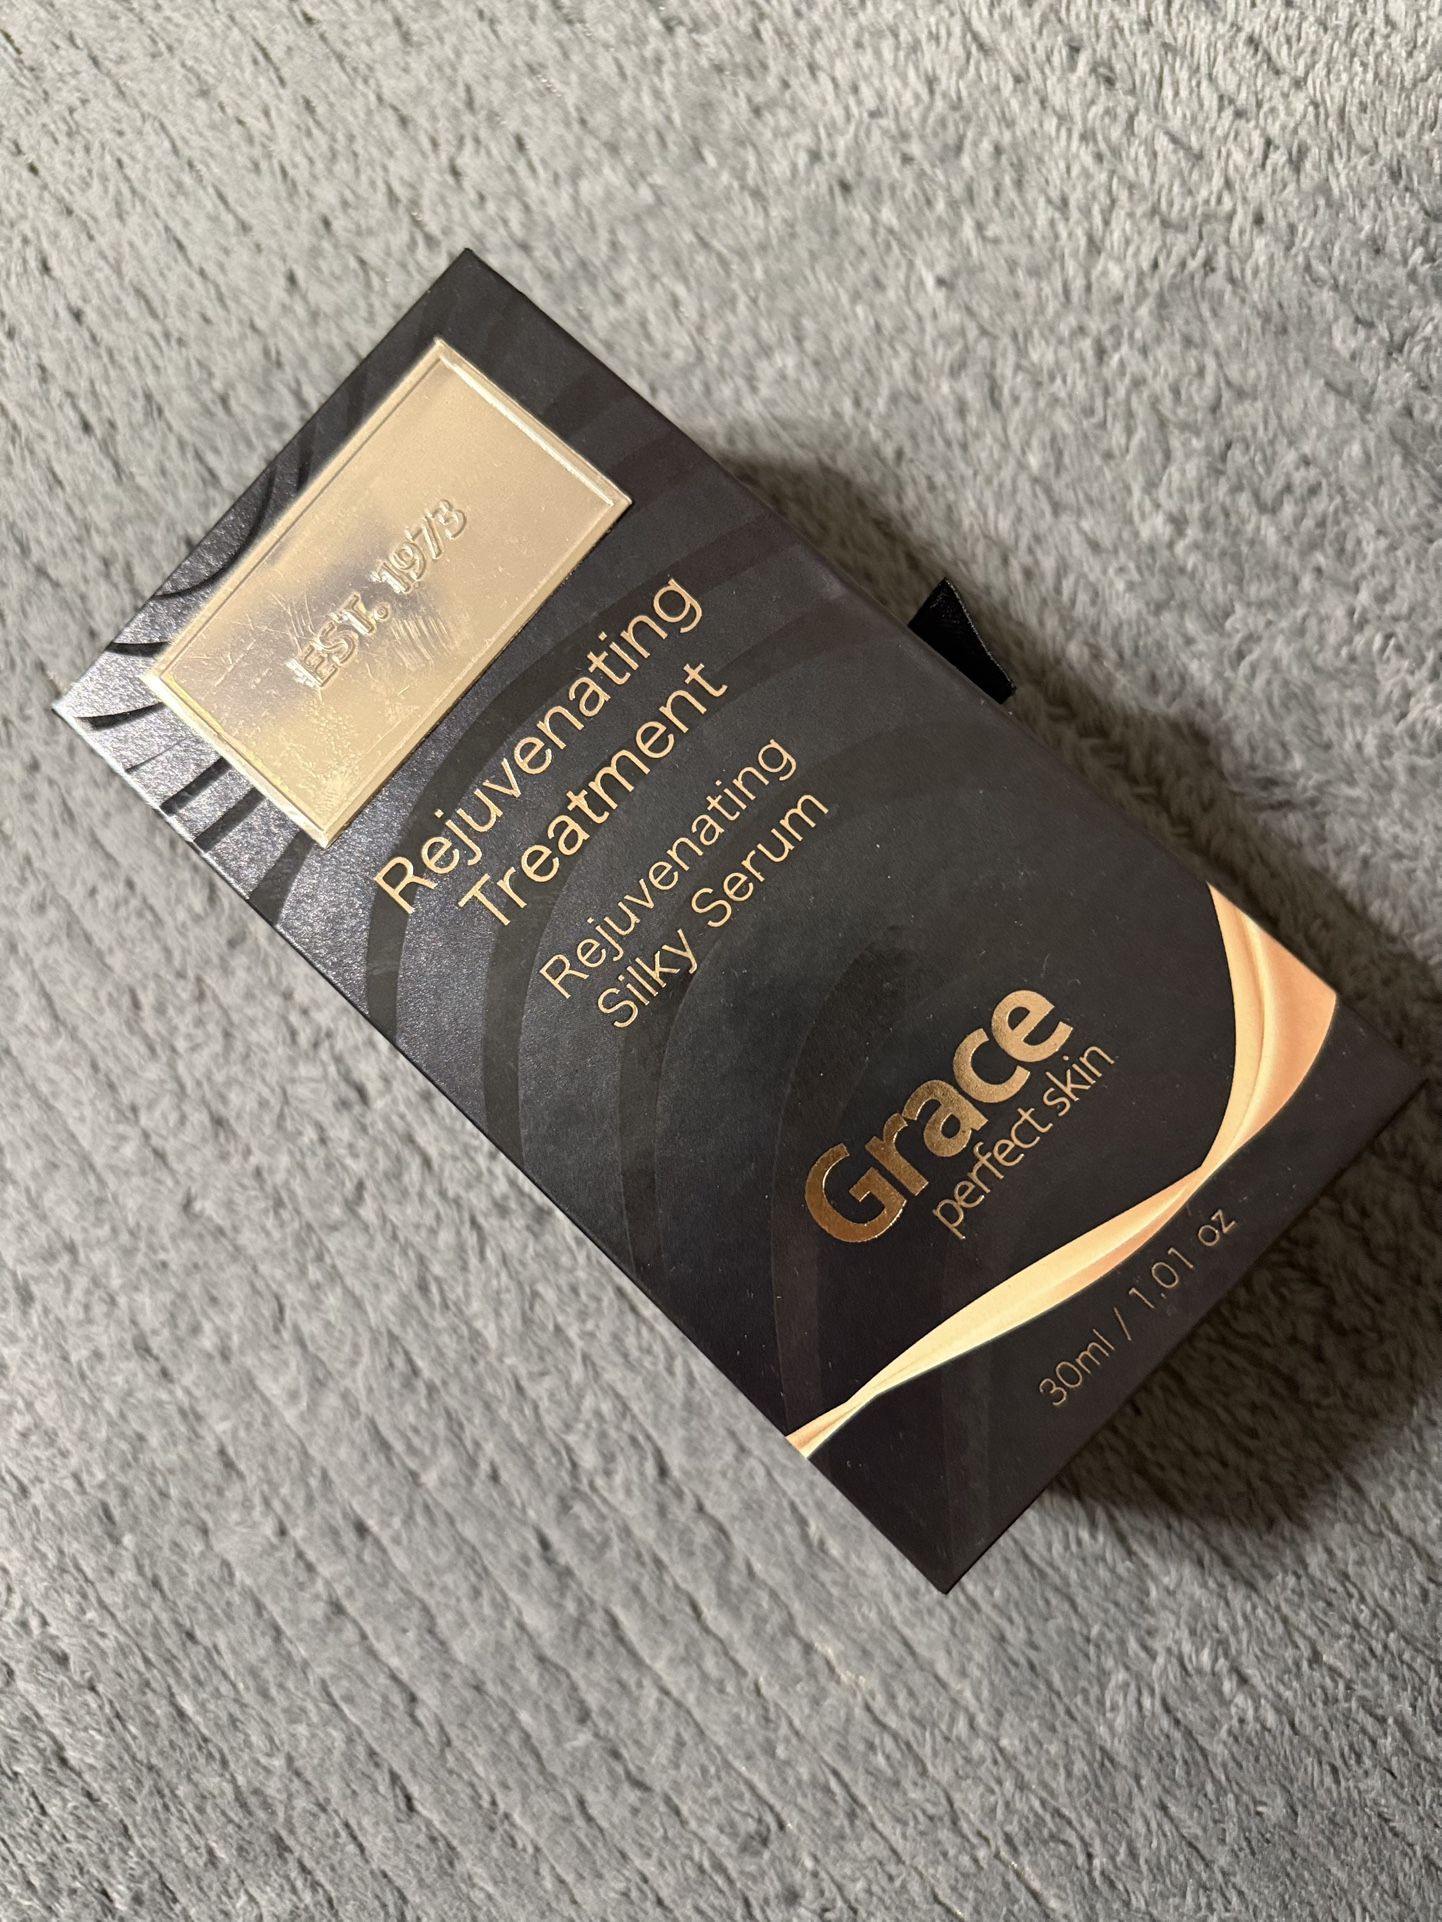 EST. 1973
Rejuvenating
Treatment
Rejuvenating
Silky Serum
Grace
perfect skin
30ml / 1.01 oz